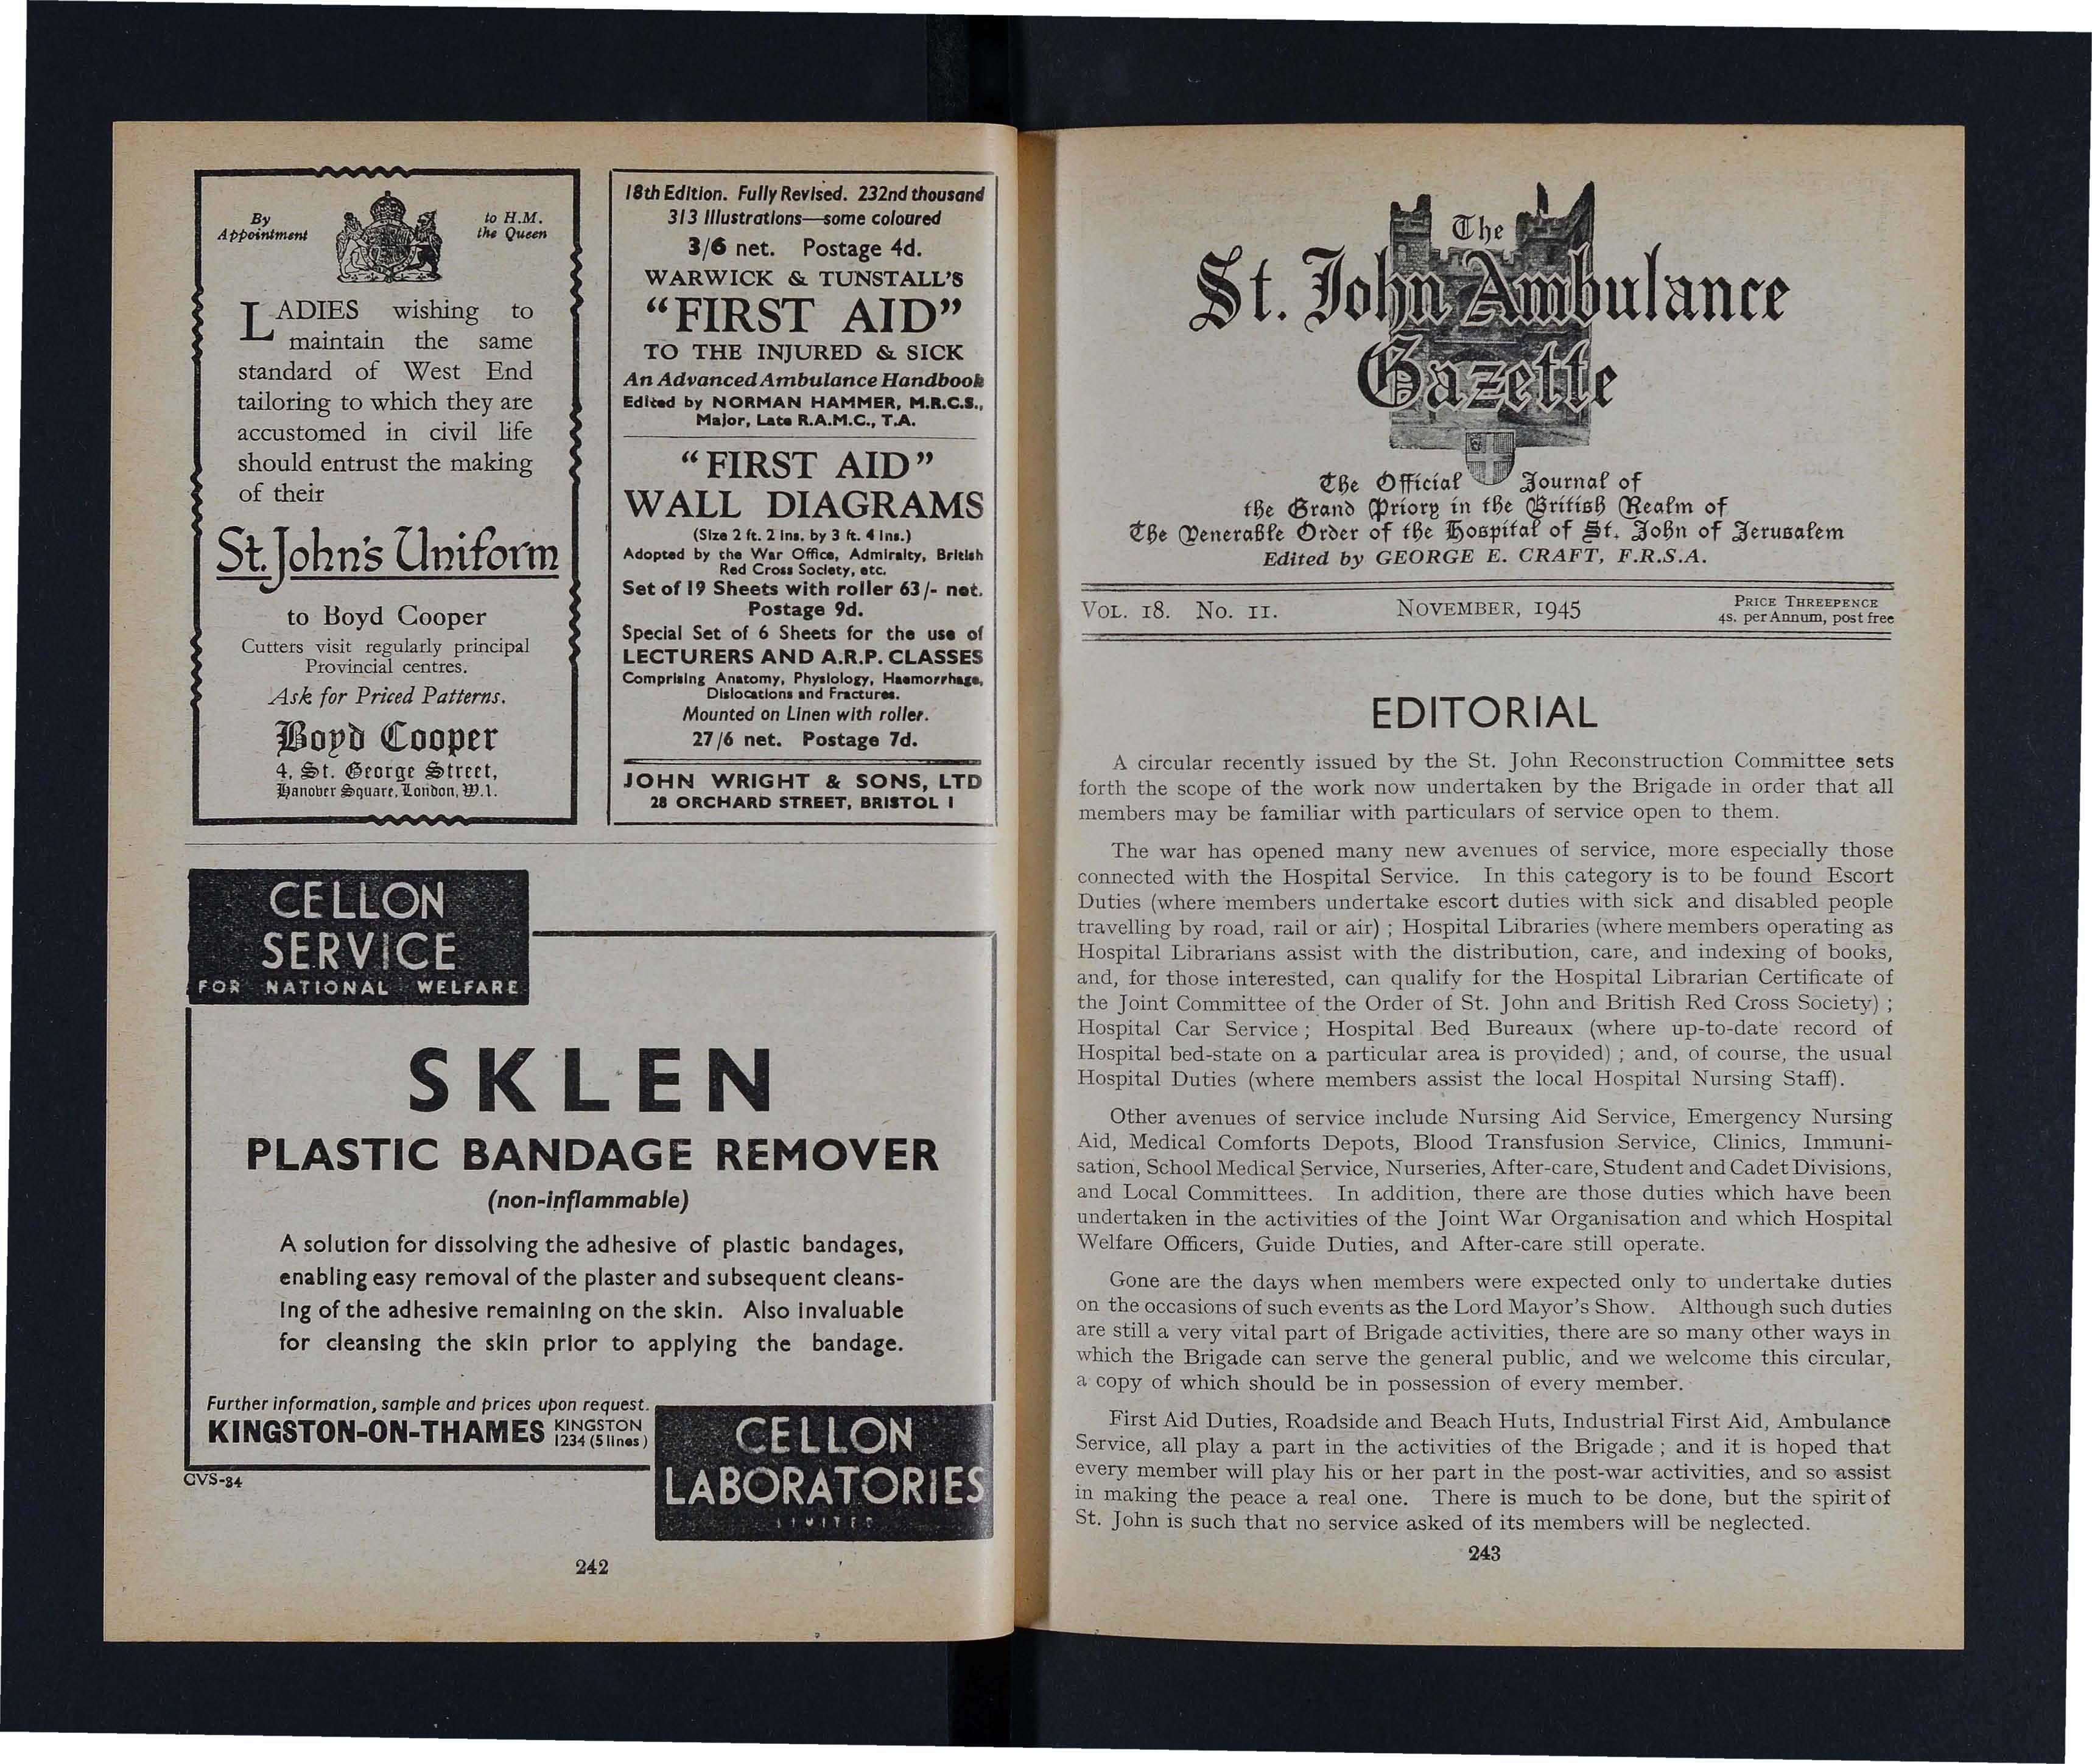 By
Appointment
to H.M.
the Queen
LADIES wishing to
maintain the same
standard of West End
tailoring to which they are
accustomed in civil life
should entrust the making
of their
St. John's Uniform
to Boyd Cooper
Cutters visit regularly principal
Provincial centres.
Ask for Priced Patterns.
Boyd Cooper
4, St. George Street,
Hanover Square, London, W.1.
18th Edition. Fully Revised. 232nd thousand
313 Illustrations—some coloured
3/6 net. Postage 4d.
WARWICK & TUNSTALL'S
"FIRST AID"
TO THE INJURED & SICK
An Advanced Ambulance Handbook
Edited by NORMAN HAMMER, M.R.C.S.,
Major, Late R.A.M.C., T.A.
"FIRST AID"
WALL DIAGRAMS
(Size 2 ft. 2 ins. by 3 ft. 4 ins.)
Adopted by the War Office, Admiralty, British
Red Cross Society, etc.
Set of 19 Sheets with roller 63/- net.
Postage 9d.
Special Set of 6 Sheets for the use of
LECTURERS AND A.R.P. CLASSES
Comprising Anatomy, Physiology, Haemorrhage,
Dislocations and Fractures.
Mounted on Linen with roller.
27/6 net. Postage 7d.
JOHN WRIGHT & SONS, LTD
28 ORCHARD STREET, BRISTOL 1
CELLON
SERVICE
FOR NATIONAL WELFARE
SKLEN
PLASTIC BANDAGE REMOVER
(non-inflammable)
A solution for dissolving the adhesive of plastic bandages,
enabling easy removal of the plaster and subsequent cleans-
ing of the adhesive remaining on the skin. Also invaluable
for cleansing the skin prior to applying the bandage.
Further information, sample and prices upon request.
KINGSTON-ON-THAMES KINGSTON
1234 (5 lines)
CELLON
LABORATORIES
LIMITED
CVS-34
242
The
St. John Ambulance
Gazette
The Official Journal of
the Grand Priory in the British Realm of
The Venerable Order of the Hospital of St. John of Jerusalem
Edited by GEORGE E. CRAFT, F.R.S.A.
VOL. 18. No. 11. NOVEMBER, 1945 PRICE THREEPENCE
4s. per Annum, post free
EDITORIAL
A circular recently issued by the St. John Reconstruction Committee sets
forth the scope of the work now undertaken by the Brigade in order that all
members may be familiar with particulars of service open to them.
The war has opened many new avenues of service, more especially those
connected with the Hospital Service. In this category is to be found Escort
Duties (where members undertake escort duties with sick and disabled people
travelling by road, rail or air) ; Hospital Libraries (where members operating as
Hospital Librarians assist with the distribution, care, and indexing of books,
and, for those interested, can qualify for the Hospital Librarian Certificate of
the Joint Committee of the Order of St. John and British Red Cross Society) ;
Hospital Car Service ; Hospital Bed Bureaux (where up-to-date record of
Hospital bed-state on a particular area is provided) ; and, of course, the usual
Hospital Duties (where members assist the local Hospital Nursing Staff).
Other avenues of service include Nursing Aid Service, Emergency Nursing
Aid, Medical Comforts Depots, Blood Transfusion Service, Clinics, Immuni-
sation, School Medical Service, Nurseries, After-care, Student and Cadet Divisions,
and Local Committees. In addition, there are those duties which have been
undertaken in the activities of the Joint War Organisation and which Hospital
Welfare Officers, Guide Duties, and After-care still operate.
Gone are the days when members were expected only to undertake duties
on the occasions of such events as the Lord Mayor's Show. Although such duties
are still a very vital part of Brigade activities, there are so many other ways in
which the Brigade can serve the general public, and we welcome this circular,
a copy of which should be in possession of every member.
First Aid Duties, Roadside and Beach Huts, Industrial First Aid, Ambulance
Service, all play a part in the activities of the Brigade ; and it is hoped that
every member will play his or her part in the post-war activities, and so assist
in making the peace a real one. There is much to be done, but the spirit of
St. John is such that no service asked of its members will be neglected.
243